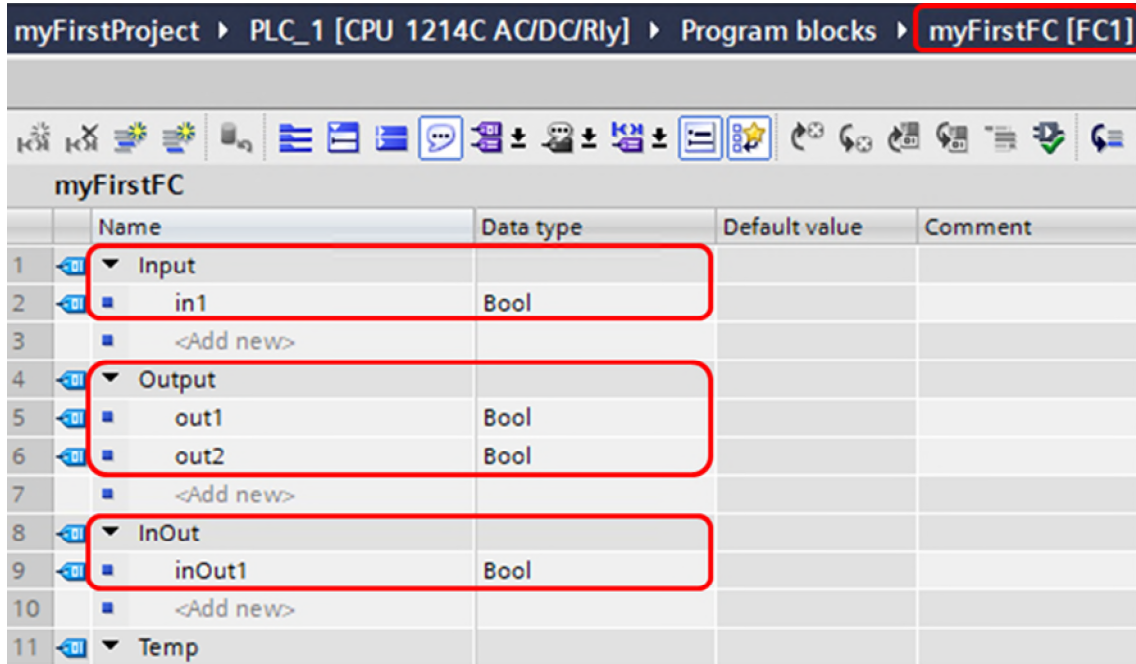 myFirstProject ▸ PLC_1 [CPU 1214C AC/DC/Rly] ▸ Program blocks ▸ myFirstFC [FC1]
myFirstFC
Name Data type Default value Comment
1 Input
2 in1 Bool
3 <Add new>
4 Output
5 out1 Bool
6 out2 Bool
7 <Add new>
8 InOut
9 inOut1 Bool
10 <Add new>
11 Temp